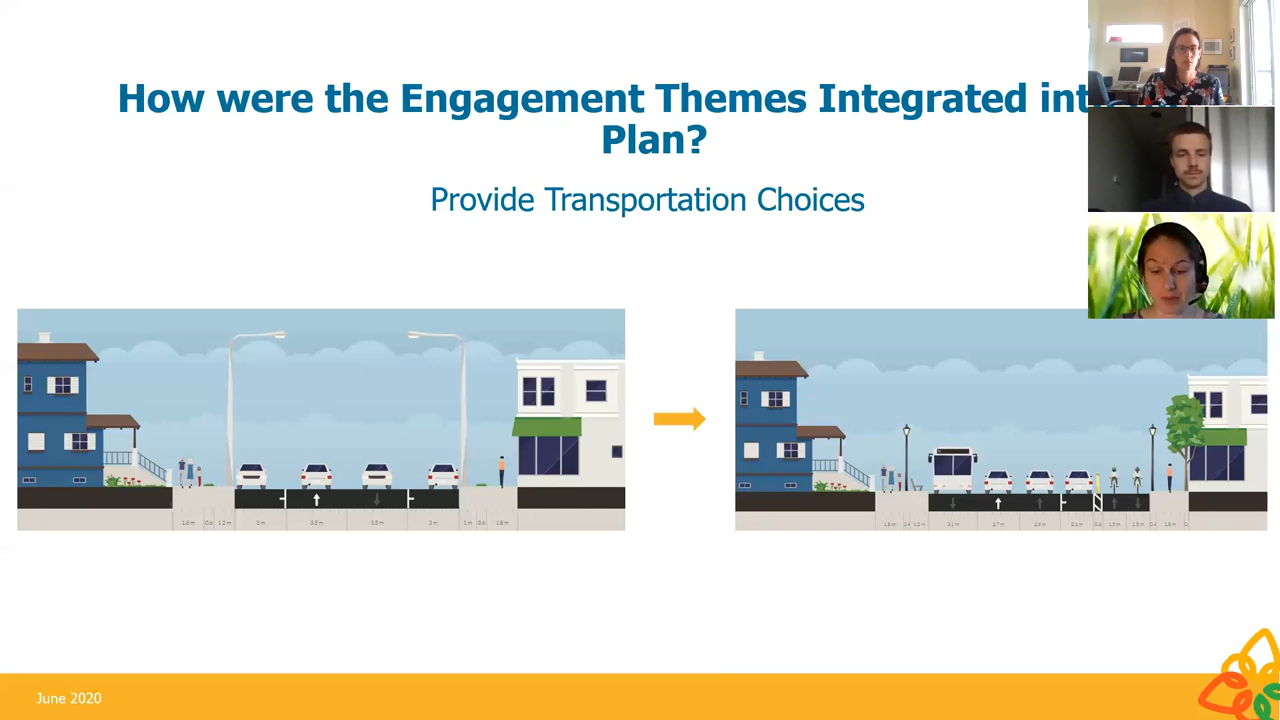 How were the Engagement Themes Integrated int
Plan?
Provide Transportation Choices
June 2020